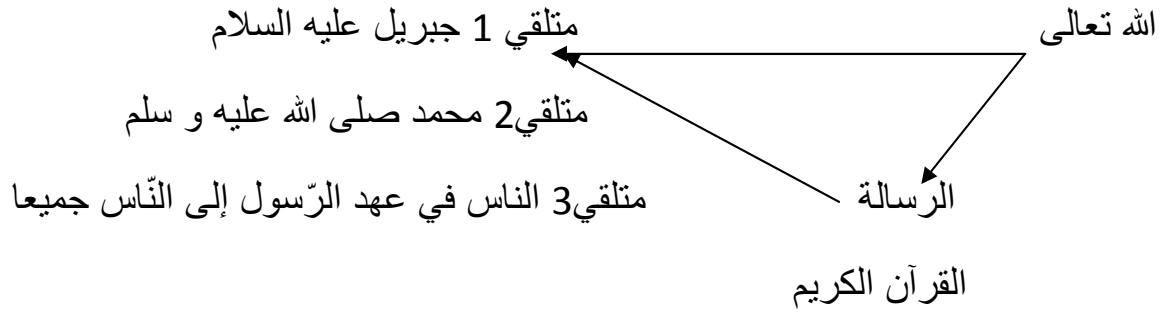 الله تعالى متلقي 1 جبريل عليه السلام
متلقي2 محمد صلى الله عليه و سلم
الرسالة متلقي3 الناس في عهد الرّسول إلى النّاس جميعا
القرآن الكريم